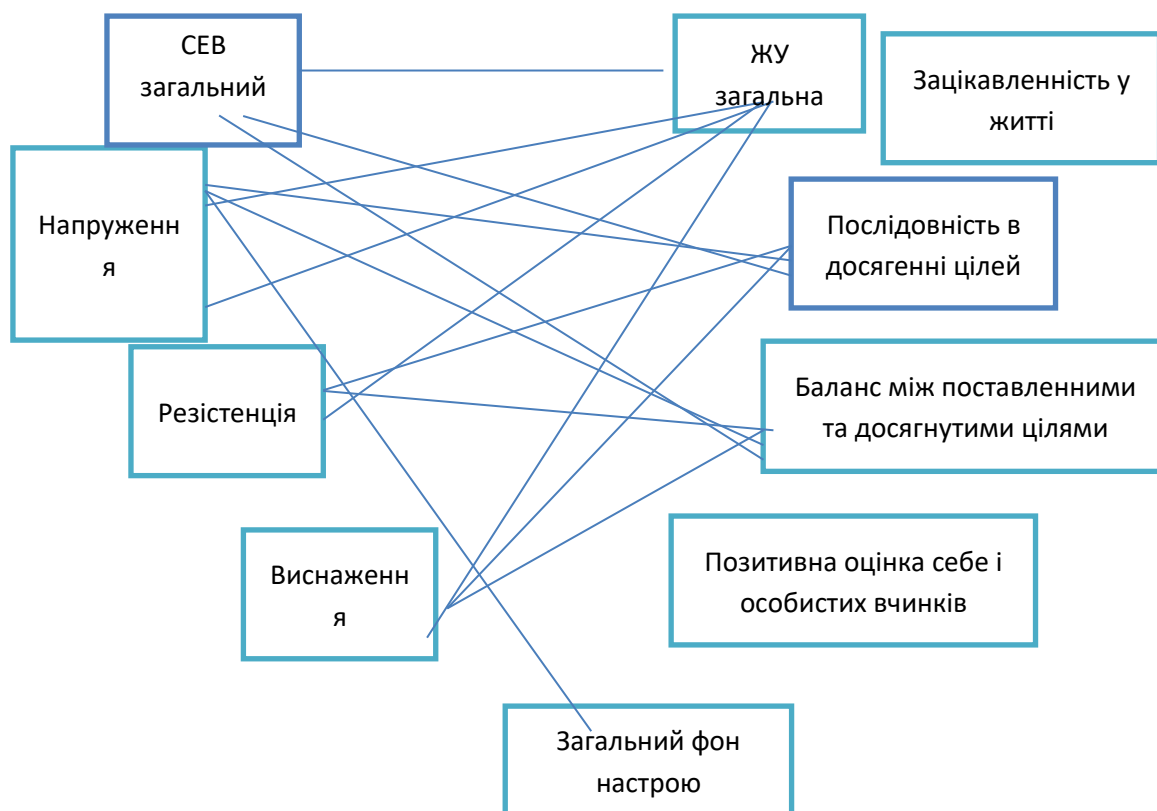 СЕВ
загальний
ЖУ
загальна
Зацікавленність у
житті
Напруженн
я
Послідовність в
досягенні цілей
Резістенція
Баланс між поставленними
та досягнутими цілями
Виснаженн
я
Позитивна оцінка себе і
особистих вчинків
Загальний фон
настрою